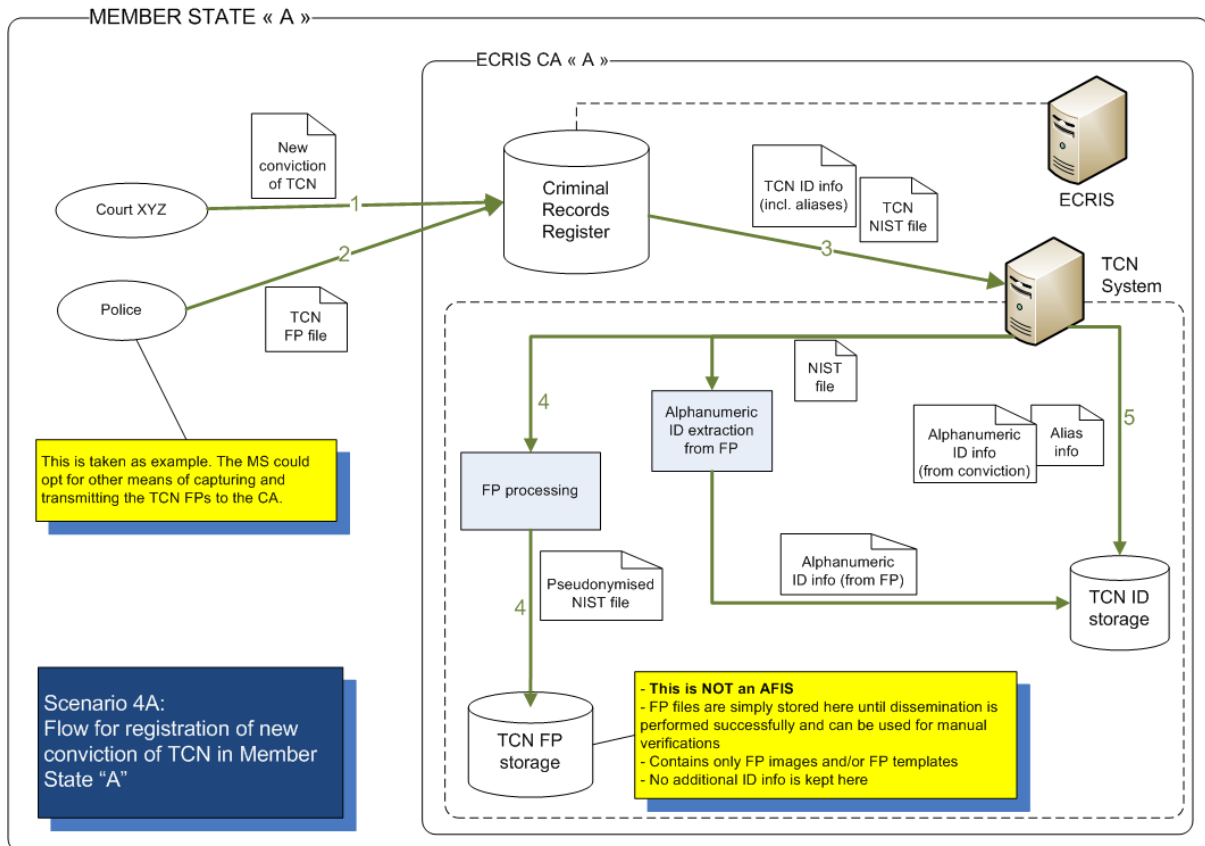 MEMBER STATE « A »
ECRIS CA « A »
New
conviction
of TCN
Court XYZ
1
2
Police
TCN
FP file
Criminal
Records
Register
TCN ID info
(incl. aliases)
TCN
NIST file
3
ECRIS
TCN
System
This is taken as example. The MS could
opt for other means of capturing and
transmitting the TCN FPs to the CA.
NIST
file
4
Alphanumeric
ID extraction
from FP
FP processing
Alphanumeric
ID info
(from conviction)
Alias
info
5
Pseudonymised
NIST file
4
Alphanumeric
ID info (from FP)
TCN ID
storage
Scenario 4A:
Flow for registration of new
conviction of TCN in Member
State “A”
TCN FP
storage
- This is NOT an AFIS
- FP files are simply stored here until dissemination is
performed successfully and can be used for manual
verifications
- Contains only FP images and/or FP templates
- No additional ID info is kept here